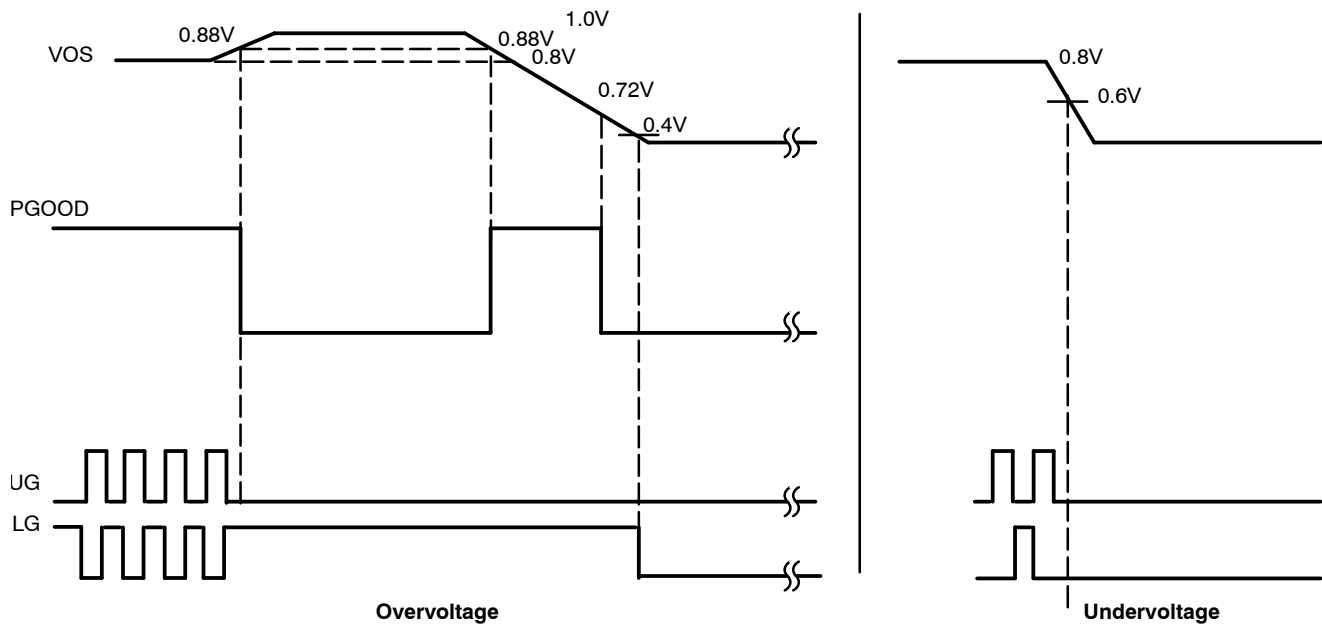 1.0V
0.88V
0.88V
VOS
0.8V
0.72V
0.4V
0.8V
0.6V
PGOOD
UG
LG
Overvoltage
Undervoltage